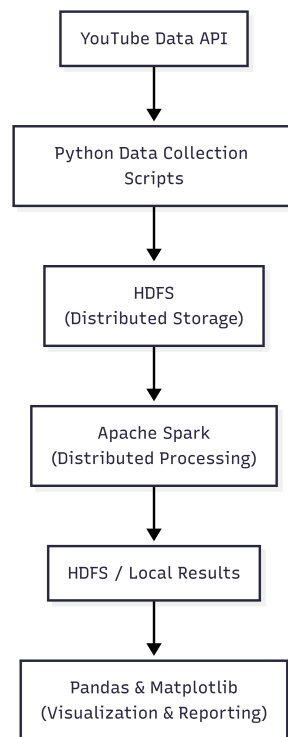 YouTube Data API
Python Data Collection
Scripts
HDFS
(Distributed Storage)
Apache Spark
(Distributed Processing)
HDFS / Local Results
Pandas & Matplotlib
(Visualization & Reporting)